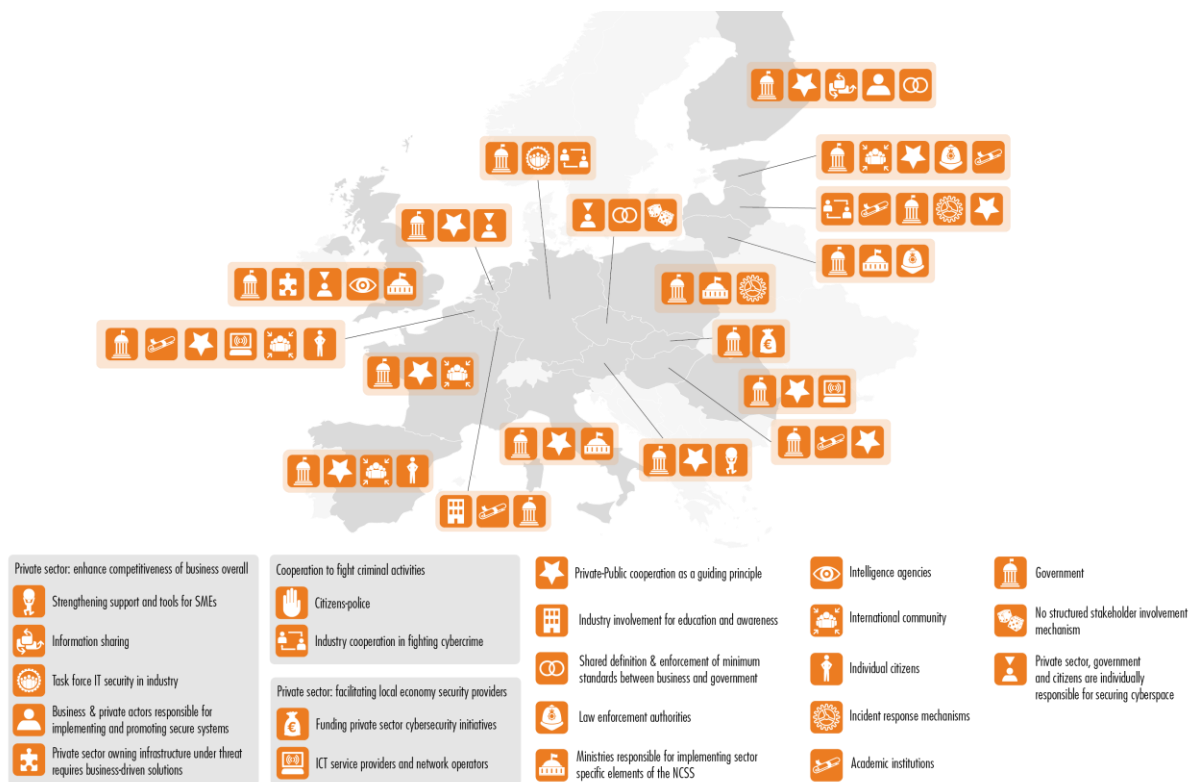 Private sector: enhance competitiveness of business overall
Strengthening support and tools for SMEs
Information sharing
Task force IT security in industry
Business & private actors responsible for
implementing and promoting secure systems
Private sector owning infrastructure under threat
requires business-driven solutions
Cooperation to fight criminal activities
Citizens-police
Industry cooperation in fighting cybercrime
Private sector: facilitating local economy security providers
€
Funding private sector cybersecurity initiatives
ICT service providers and network operators
Private-Public cooperation as a guiding principle
Industry involvement for education and awareness
Shared definition & enforcement of minimum
standards between business and government
Law enforcement authorities
Ministries responsible for implementing sector
specific elements of the NCSS
Intelligence agencies
International community
Individual citizens
Incident response mechanisms
Academic institutions
Government
No structured stakeholder involvement
mechanism
Private sector, government
and citizens are individually
responsible for securing cyberspace